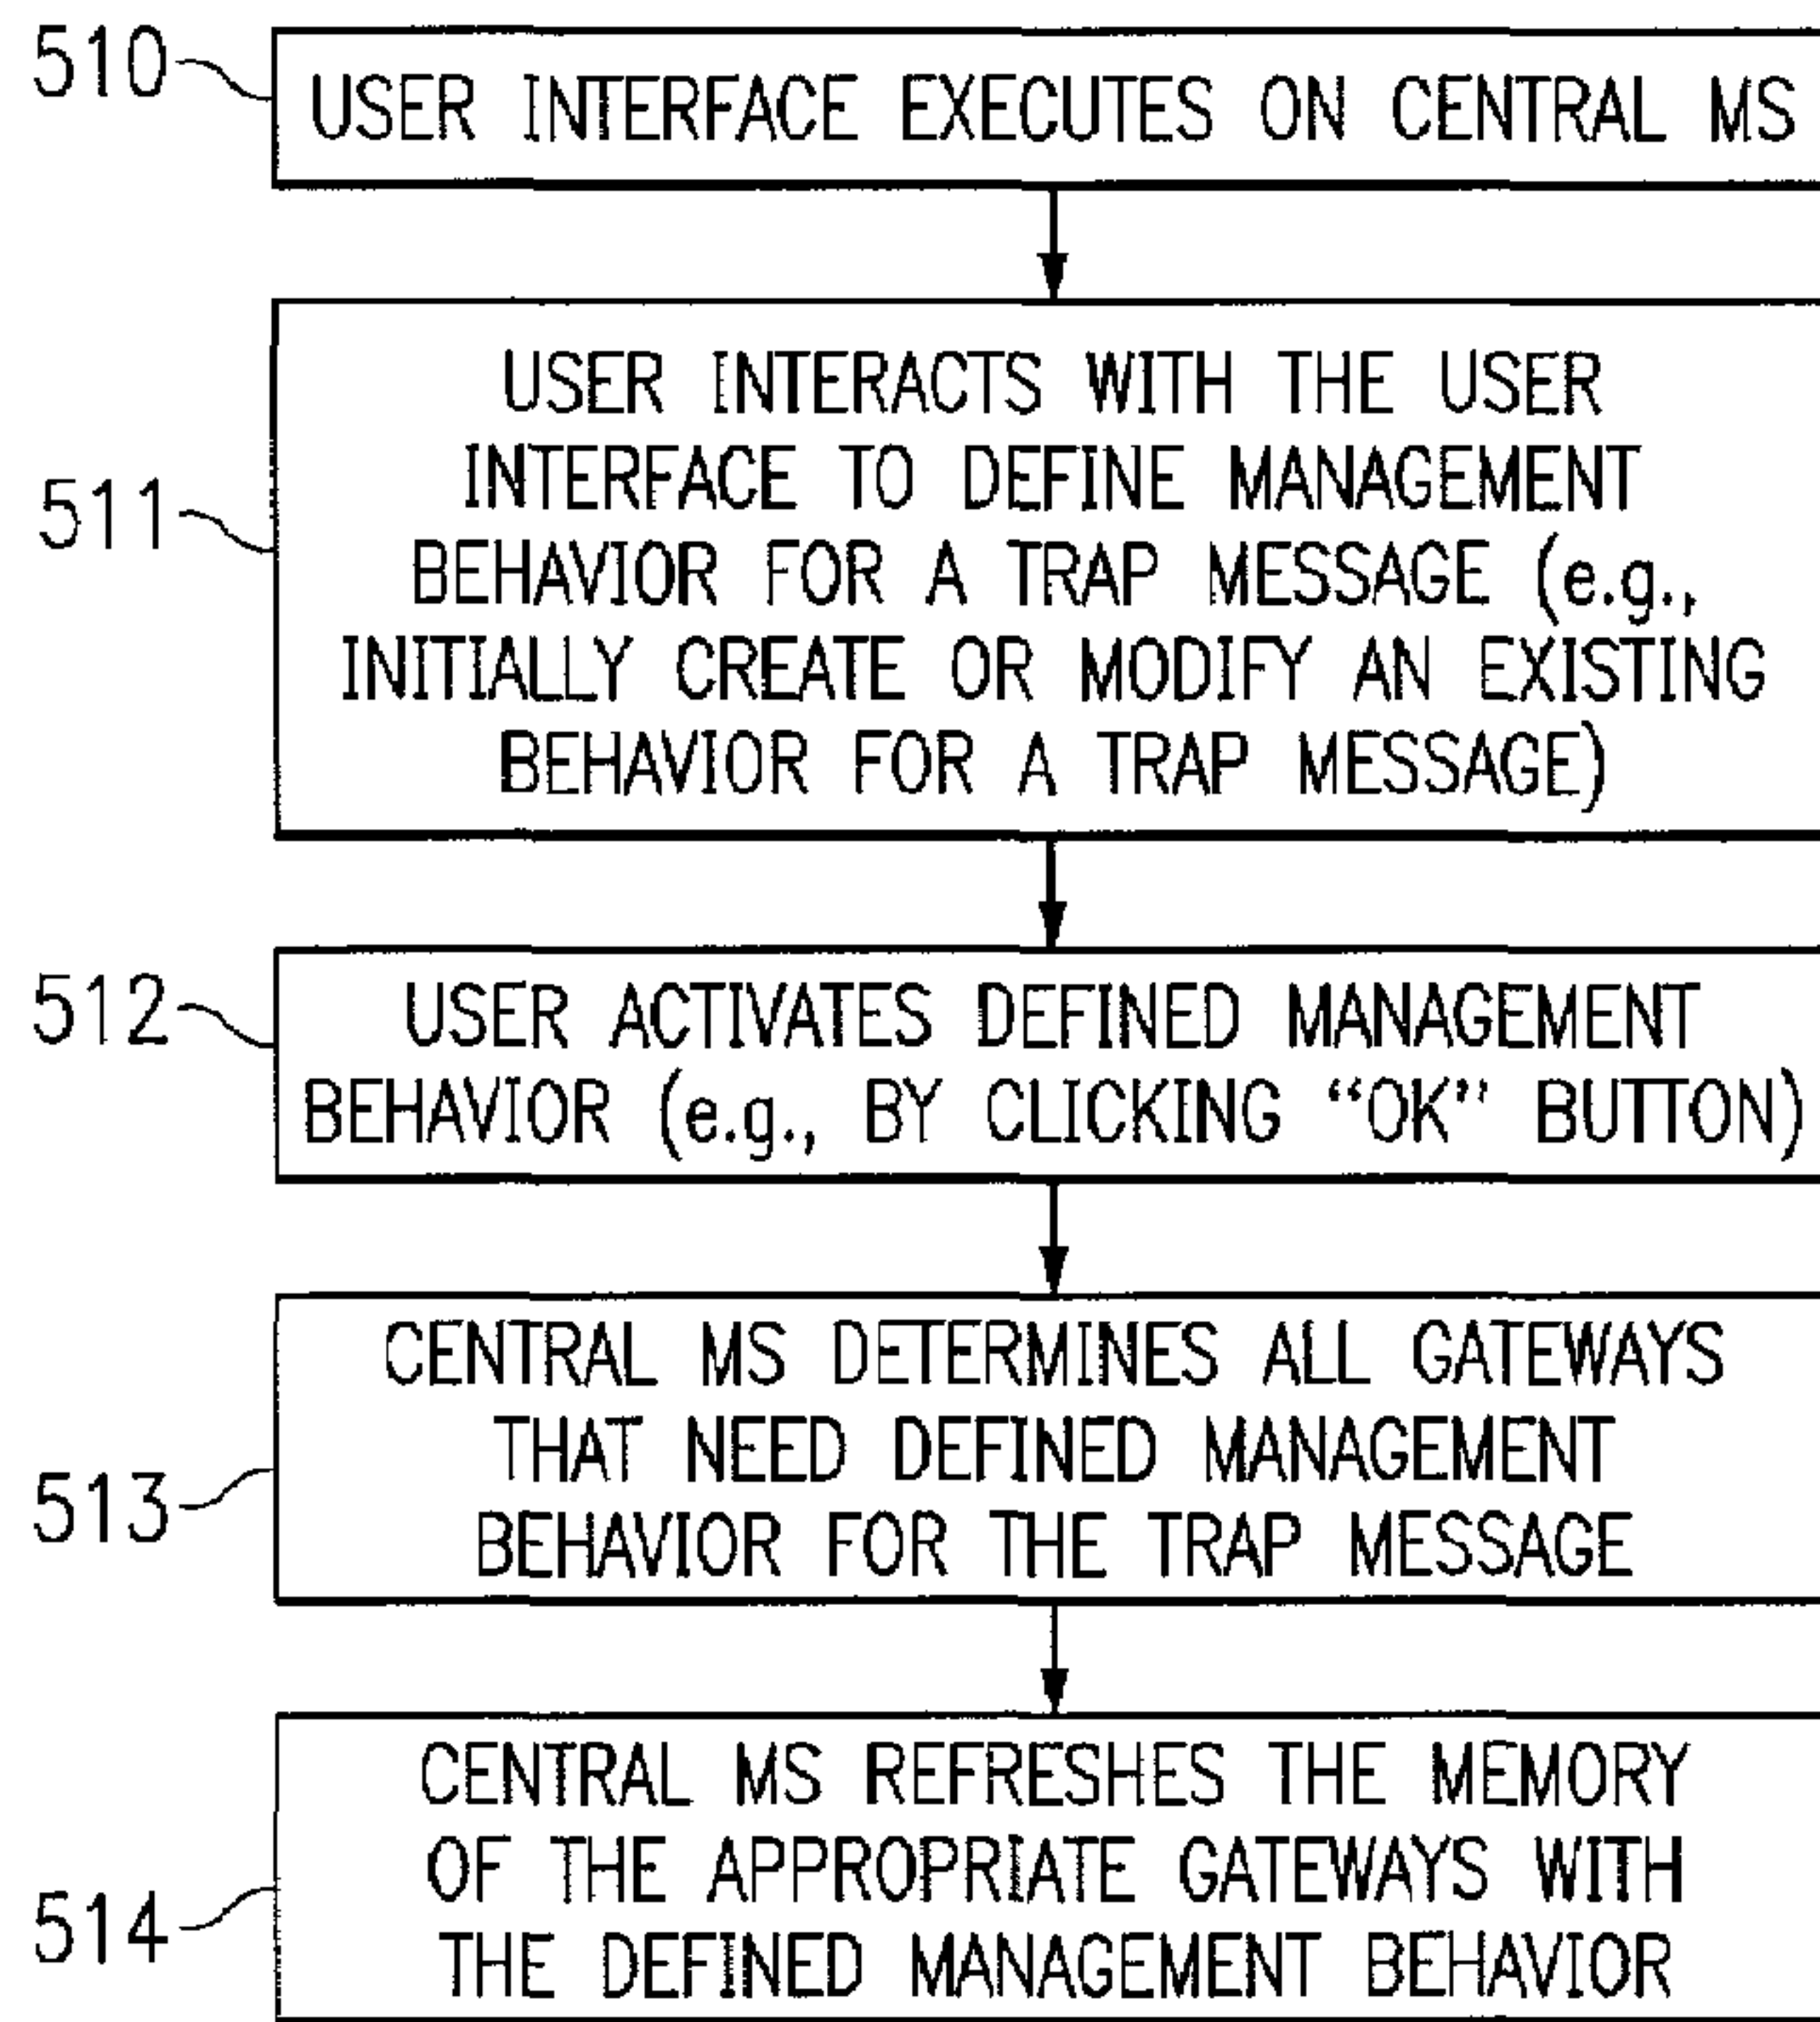 510
USER INTERFACE EXECUTES ON CENTRAL MS
511
USER INTERACTS WITH THE USER
INTERFACE TO DEFINE MANAGEMENT
BEHAVIOR FOR A TRAP MESSAGE (e.g.,
INITIALLY CREATE OR MODIFY AN EXISTING
BEHAVIOR FOR A TRAP MESSAGE)
512
USER ACTIVATES DEFINED MANAGEMENT
BEHAVIOR (e.g., BY CLICKING “OK” BUTTON)
513
CENTRAL MS DETERMINES ALL GATEWAYS
THAT NEED DEFINED MANAGEMENT
BEHAVIOR FOR THE TRAP MESSAGE
514
CENTRAL MS REFRESHES THE MEMORY
OF THE APPROPRIATE GATEWAYS WITH
THE DEFINED MANAGEMENT BEHAVIOR